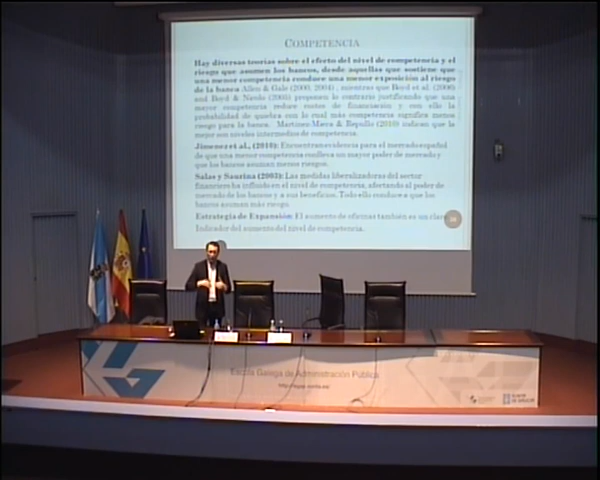 COMPETENCIA
Hay diversas teorías sobre el efecto del nivel de competencia y el
riesgo que asumen los bancos, desde aquellas que sostiene que
una menor competencia conduce una menor exposición al riesgo
de la banca Allen & Gale (2000, 2004) , mientras que Boyd et al. (2006)
and Boyd & Nicolo (2005) proponen lo contrario justificando que una
mayor competencia reduce costes de financiación y con ello la
probabilidad de quiebra con lo cual más competencia significa menos
riesgo para la banca. Martinez-Miera & Repullo (2010) indican que la
mejor son niveles intermedios de competencia.
Jimenez et al., (2010): Encuentran evidencia para el mercado español
de que una menor competencia conlleva un mayor poder de mercado y
que los bancos asuman menor riesgo.
Salas y Saurina (2003): Las medidas liberalizadoras del sector
financiero ha influido en el nivel de competencia, afectando al poder de
mercado de los bancos y a sus beneficios. Todo ello conduce a que los
bancos asuman más riesgo.
Estrategia de Expansión: El aumento de oficinas también es un claro
Indicador del aumento del nivel de competencia.
Escola Galega de Administración Pública